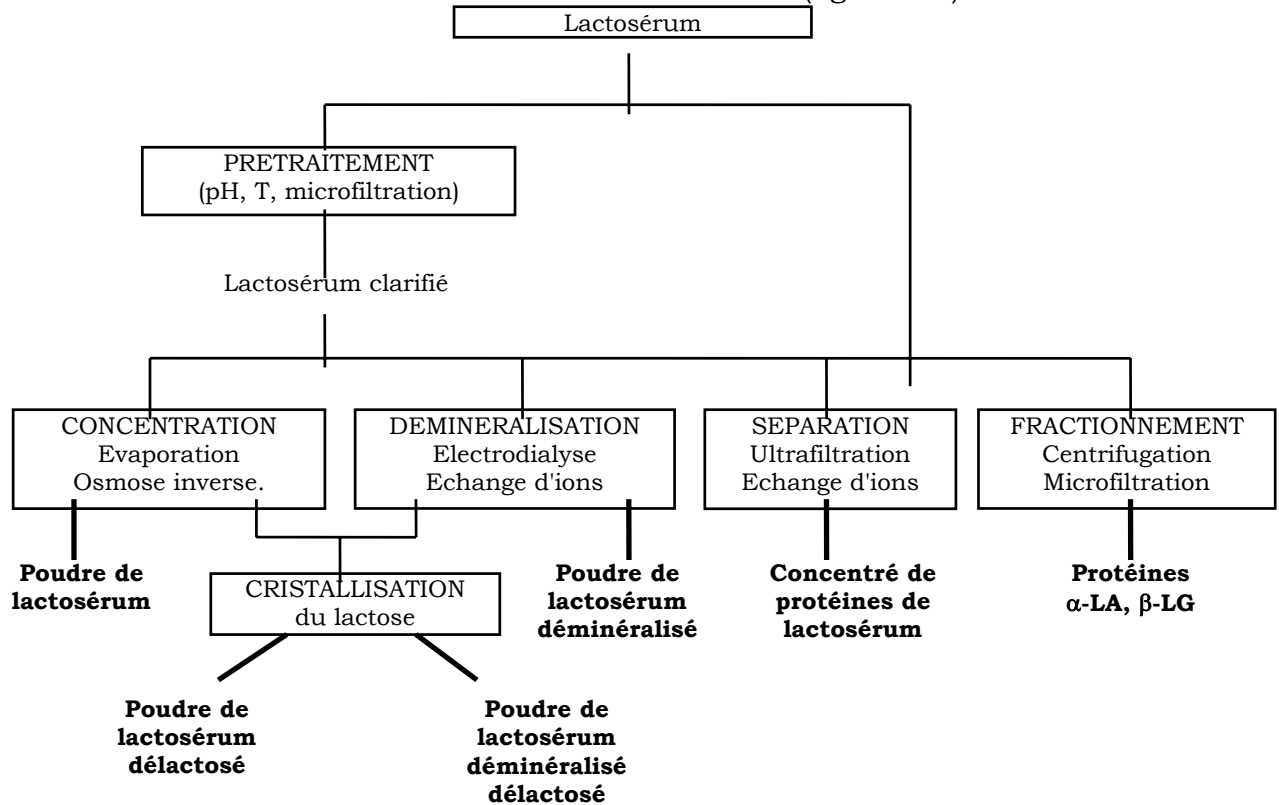 Lactosérum
PRETRAITEMENT
(pH, T, microfiltration)
Lactosérum clarifié
CONCENTRATION
Evaporation
Osmose inverse.
DEMINERALISATION
Electrodialyse
Echange d'ions
SEPARATION
Ultrafiltration
Echange d'ions
FRACTIONNEMENT
Centrifugation
Microfiltration
Poudre de
lactosérum
CRISTALLISATION
du lactose
Poudre de
lactosérum
déminéralisé
Concentré de
protéines de
lactosérum
Protéines
α-LA, β-LG
Poudre de
lactosérum
délactosé
Poudre de
lactosérum
déminéralisé
délactosé